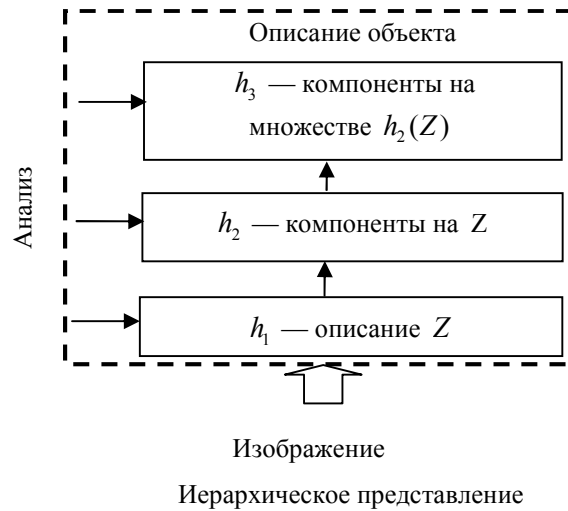 Описание объекта
h₃ — компоненты на
множестве h₂(Z)
Анализ
h₂ — компоненты на Z
h₁ — описание Z
Изображение
Иерархическое представление